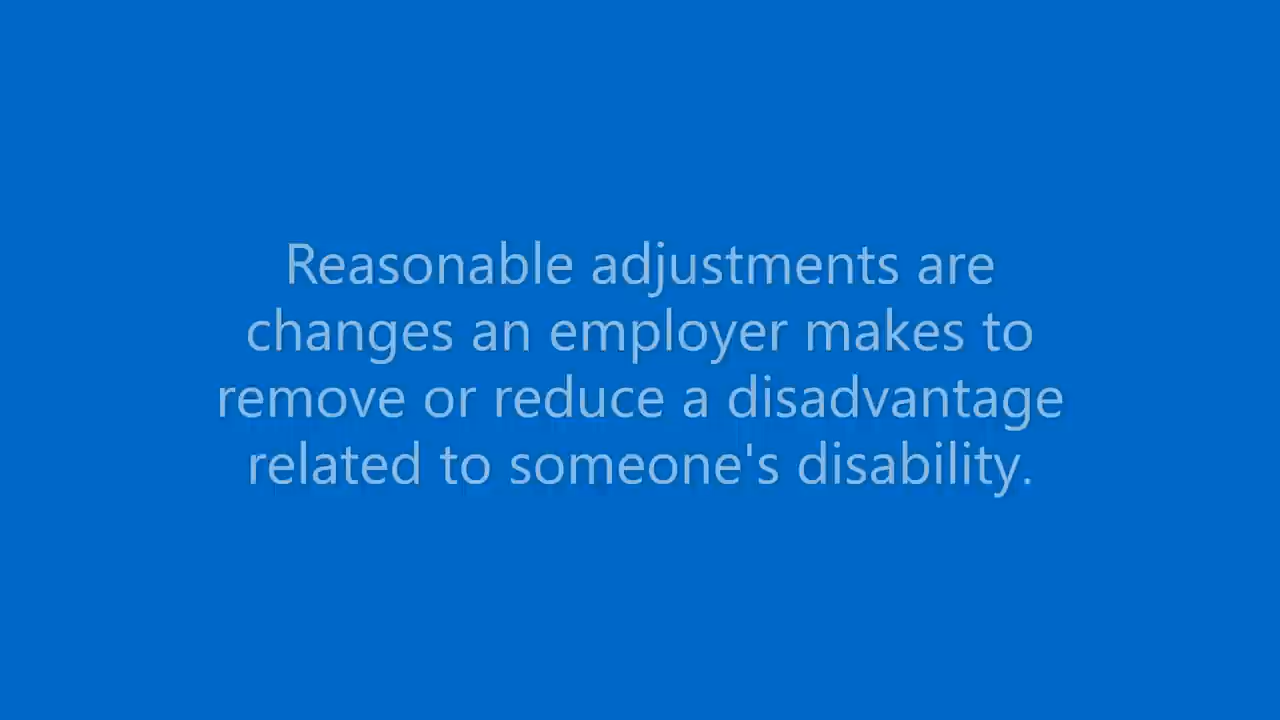 Reasonable adjustments are
changes an employer makes to
remove or reduce a disadvantage
related to someone's disability.